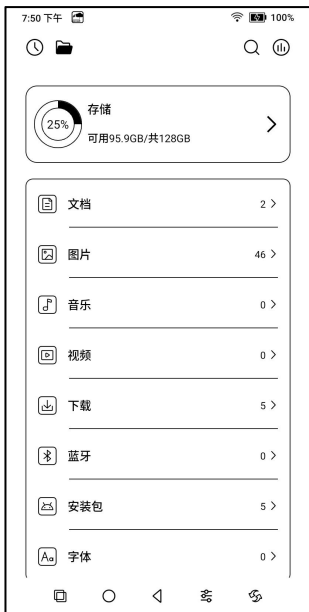 7:50 下午
100%
25%
存储
可用95.9GB/共128GB
文档 2
图片 46
音乐 0
视频 0
下载 5
蓝牙 0
安装包 5
Aa 字体 0